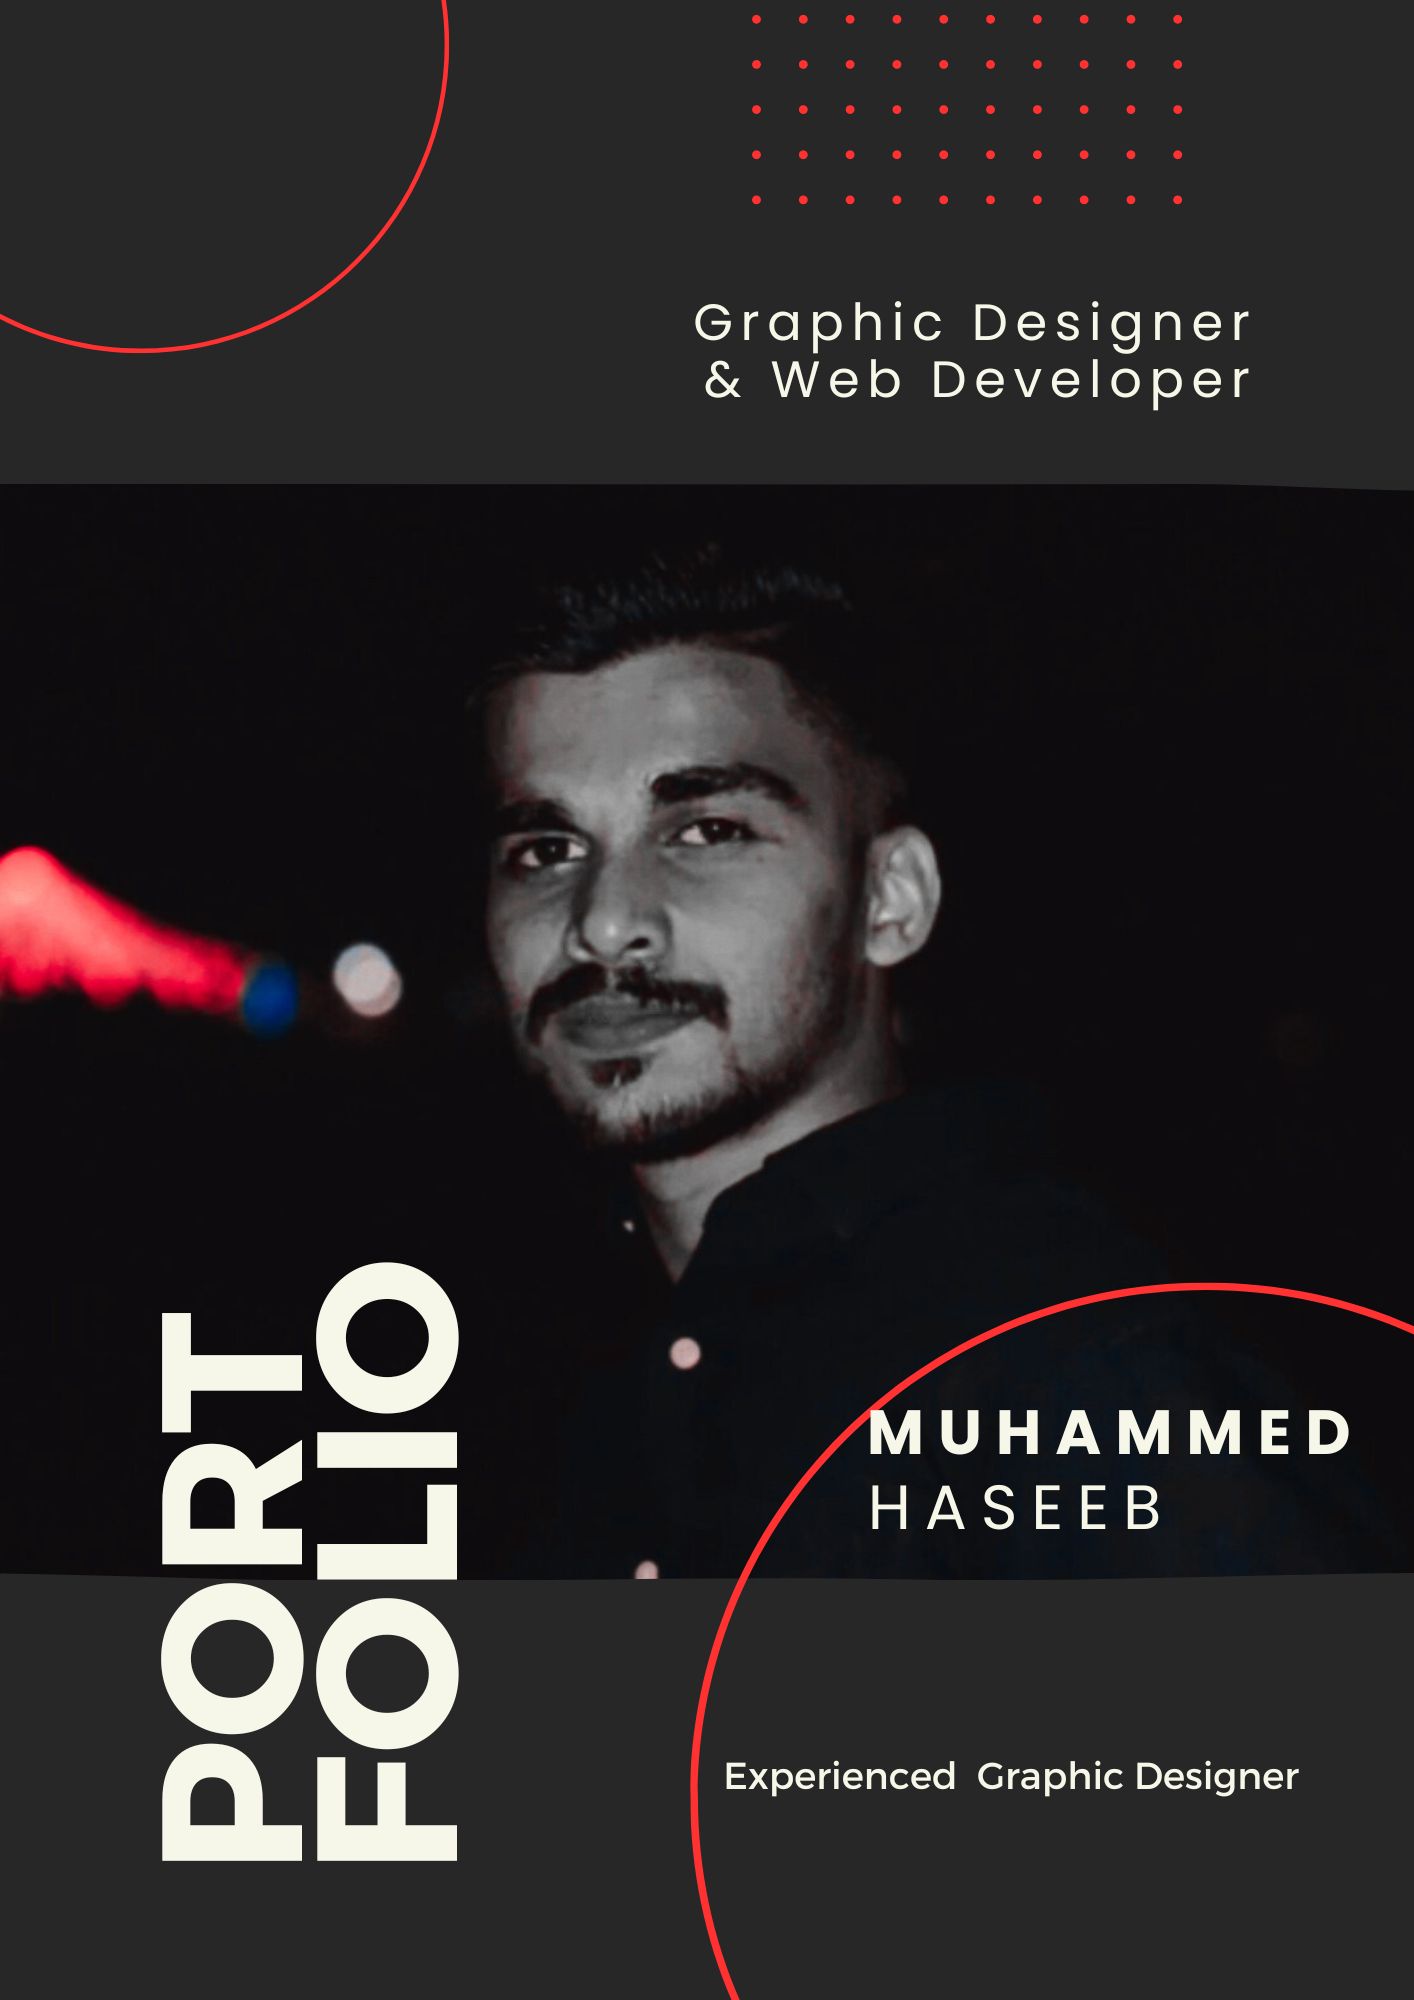 Graphic Designer
& Web Developer
PORT
FOLIO
MUHAMMED
HASEEB
Experienced  Graphic Designer